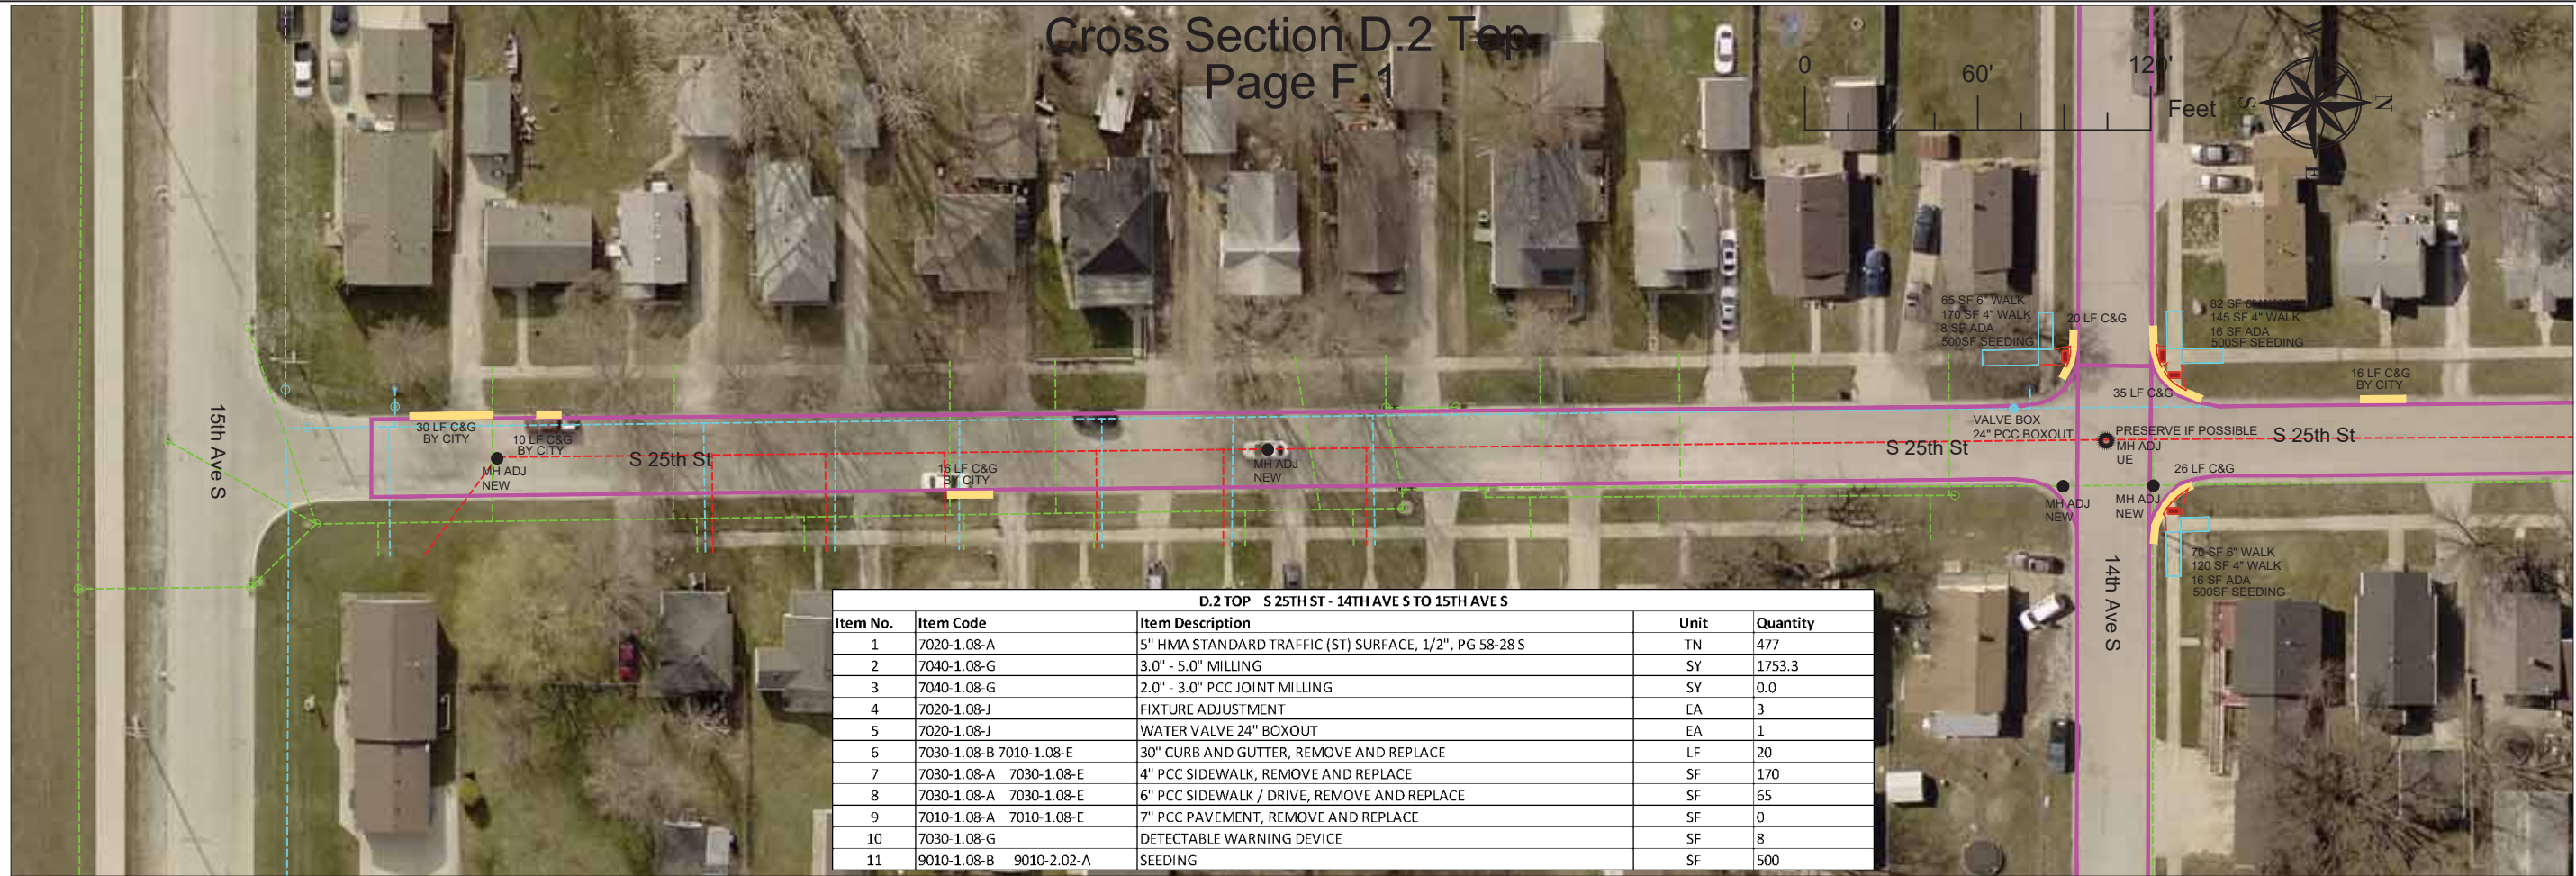 Cross Section D.2 Top
Page F 1
0
60'
120'
Feet
N
S
15th Ave S
30 LF C&G
BY CITY
10 LF C&G
BY CITY
MH ADJ
NEW
S 25th St
16 LF C&G
BY CITY
MH ADJ
NEW
65 SF 6" WALK
170 SF 4" WALK
8 SF ADA
500SF SEEDING
20 LF C&G
82 SF 6" WALK
145 SF 4" WALK
16 SF ADA
500SF SEEDING
35 LF C&G
16 LF C&G
BY CITY
VALVE BOX
24" PCC BOXOUT
S 25th St
PRESERVE IF POSSIBLE
MH ADJ
UE
S 25th St
26 LF C&G
MH ADJ
NEW
MH ADJ
NEW
14th Ave S
70 SF 6" WALK
120 SF 4" WALK
16 SF ADA
500SF SEEDING
D.2 TOP S 25TH ST - 14TH AVE S TO 15TH AVE S
Item No. Item Code Item Description Unit Quantity
1 7020-1.08-A 5" HMA STANDARD TRAFFIC (ST) SURFACE, 1/2", PG 58-28 S TN 477
2 7040-1.08-G 3.0" - 5.0" MILLING SY 1753.3
3 7040-1.08-G 2.0" - 3.0" PCC JOINT MILLING SY 0.0
4 7020-1.08-J FIXTURE ADJUSTMENT EA 3
5 7020-1.08-J WATER VALVE 24" BOXOUT EA 1
6 7030-1.08-B 7010-1.08-E 30" CURB AND GUTTER, REMOVE AND REPLACE LF 20
7 7030-1.08-A 7030-1.08-E 4" PCC SIDEWALK, REMOVE AND REPLACE SF 170
8 7030-1.08-A 7030-1.08-E 6" PCC SIDEWALK / DRIVE, REMOVE AND REPLACE SF 65
9 7010-1.08-A 7010-1.08-E 7" PCC PAVEMENT, REMOVE AND REPLACE SF 0
10 7030-1.08-G DETECTABLE WARNING DEVICE SF 8
11 9010-1.08-B 9010-2.02-A SEEDING SF 500